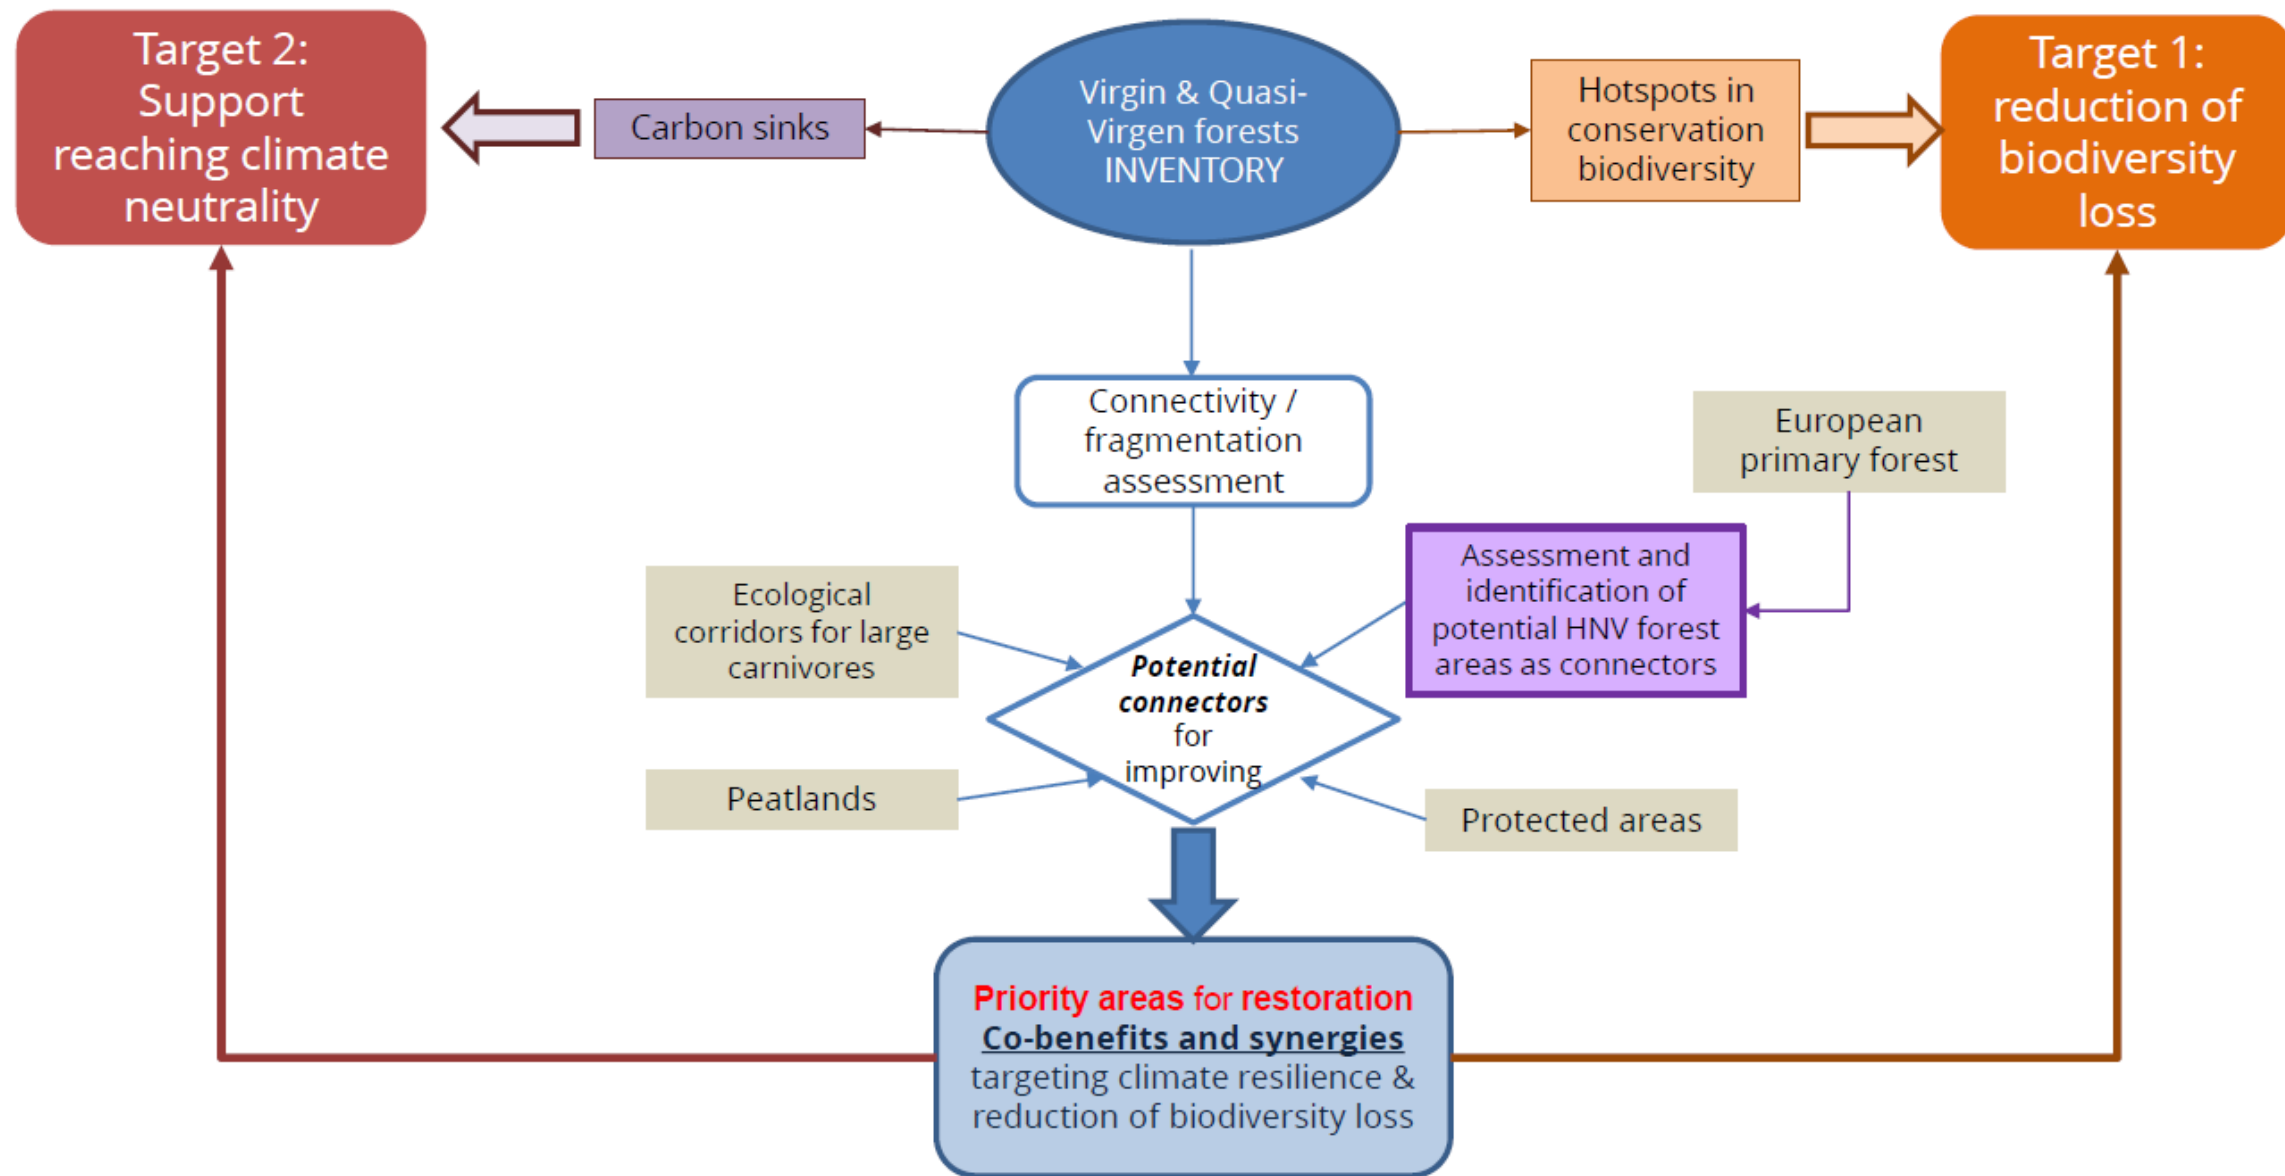 Target 2:
Support
reaching climate
neutrality
Carbon sinks
Virgin & Quasi-
Virgen forests
INVENTORY
Hotspots in
conservation
biodiversity
Target 1:
reduction of
biodiversity
loss
Connectivity /
fragmentation
assessment
European
primary forest
Ecological
corridors for large
carnivores
Assessment and
identification of
potential HNV forest
areas as connectors
Potential
connectors
for
improving
Peatlands
Protected areas
Priority areas for restoration
Co-benefits and synergies
targeting climate resilience &
reduction of biodiversity loss